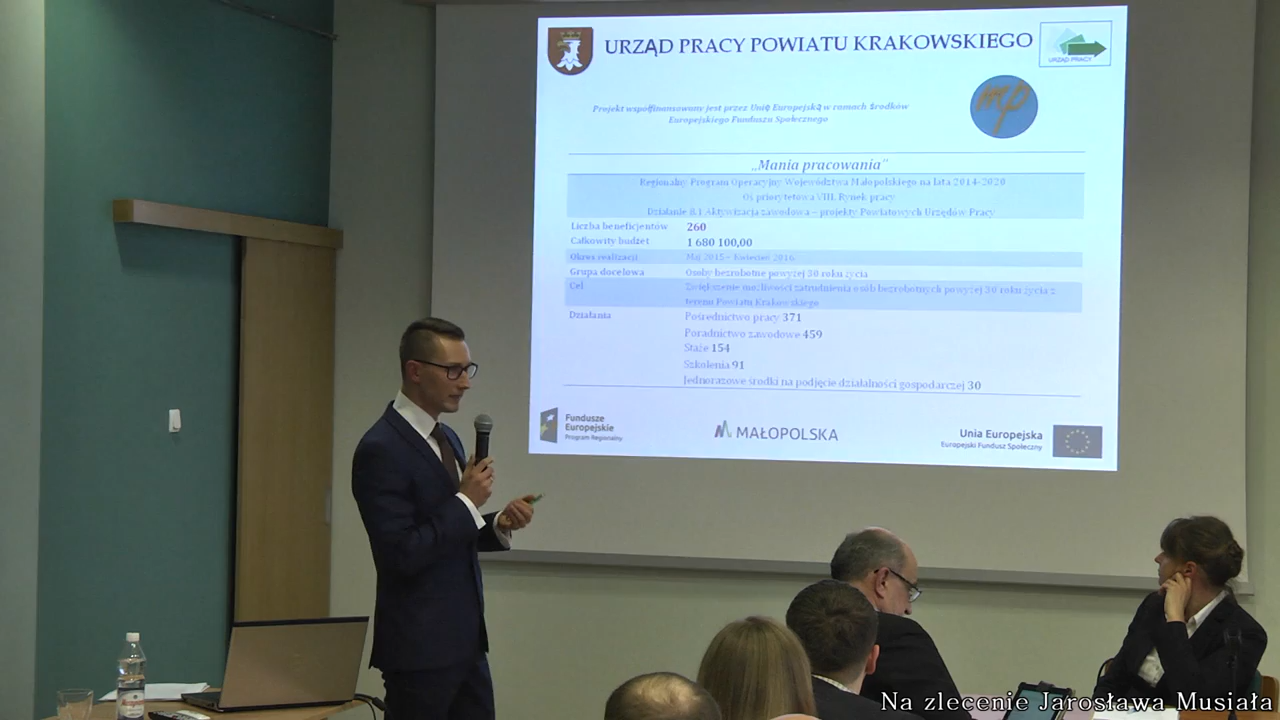 URZĄD PRACY POWIATU KRAKOWSKIEGO
URZĄD PRACY
mp
Projekt współfinansowany jest przez Unię Europejską w ramach środków
Europejskiego Funduszu Społecznego
„Mania pracowania”
Regionalny Program Operacyjny Województwa Małopolskiego na lata 2014-2020
Oś priorytetowa VIII. Rynek pracy
Działanie 8.1 Aktywizacja zawodowa – projekty Powiatowych Urzędów Pracy
Liczba beneficjentów 260
Całkowity budżet 1 680 100,00
Okres realizacji Maj 2015 – Kwiecień 2016
Grupa docelowa Osoby bezrobotne powyżej 30 roku życia
Cel Zwiększenie możliwości zatrudnienia osób bezrobotnych powyżej 30 roku życia z
terenu Powiatu Krakowskiego
Działania Pośrednictwo pracy 371
Poradnictwo zawodowe 459
Staże 154
Szkolenia 91
Jednorazowe środki na podjęcie działalności gospodarczej 30
Fundusze
Europejskie
Program Regionalny
MAŁOPOLSKA
Unia Europejska
Europejski Fundusz Społeczny
Na zlecenie Jarosława Musiała